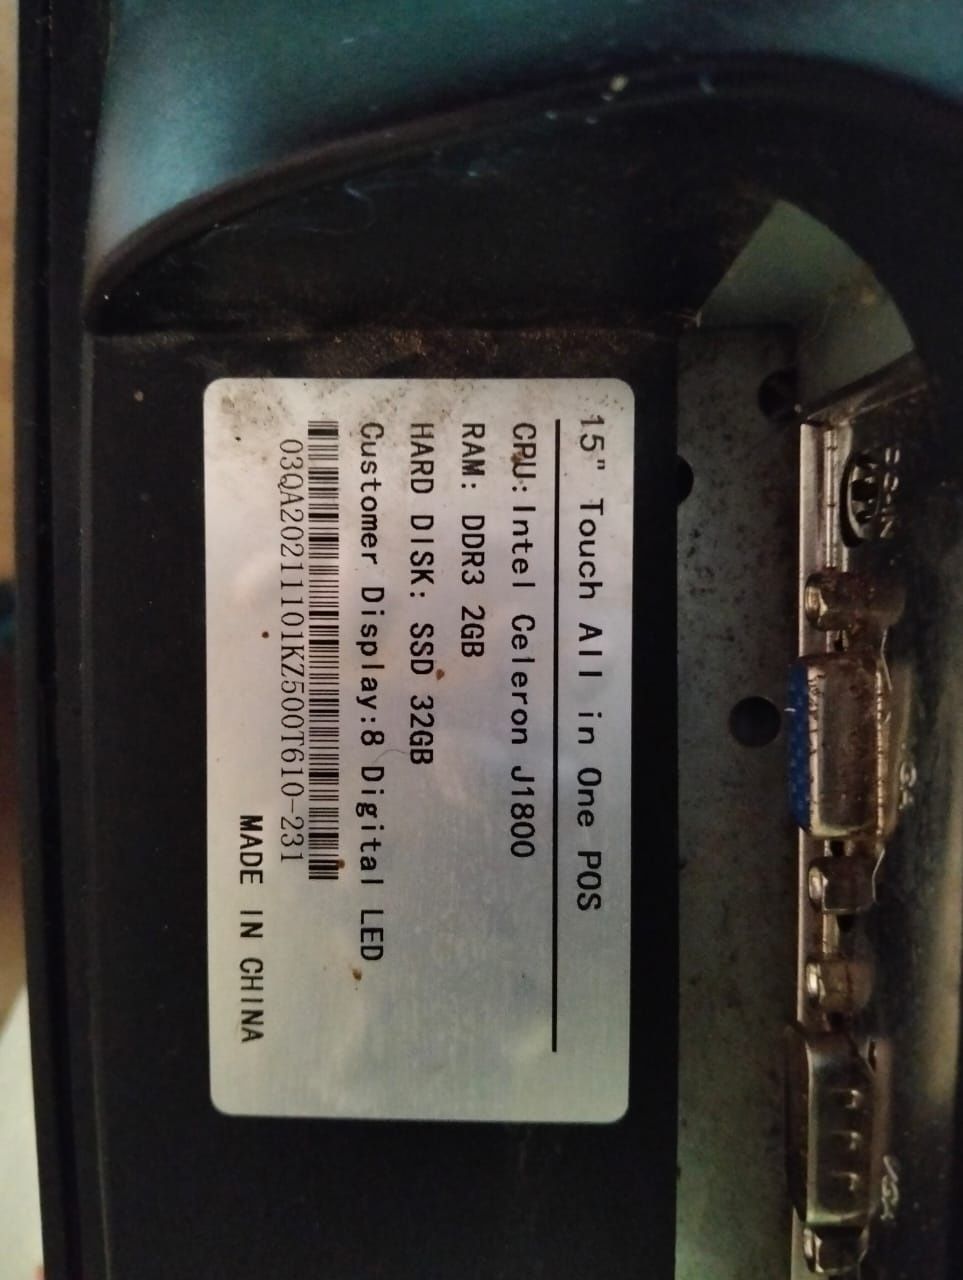 15" Touch All in One POS
CPU: Intel Celeron J1800
RAM: DDR3 2GB
HARD DISK: SSD 32GB
Customer Display:8 Digital LED
03QA20211101KZ500T610-231
MADE IN CHINA